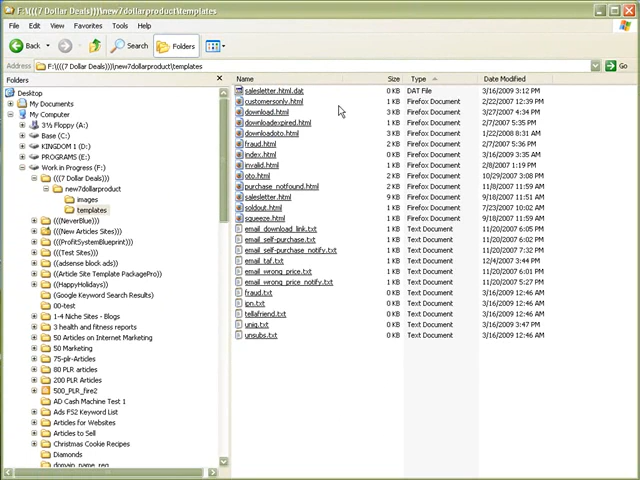 F:\(((7 Dollar Deals)\)new7dollarproduct\templates
File Edit View Favorites Tools Help
Back Search Folders
Address F:\(((7 Dollar Deals)\)new7dollarproduct\templates Go
Folders
Name Size Type Date Modified
Desktop
My Documents
My Computer
3½ Floppy (A:)
Base (C:)
KINGDOM 1 (D:)
PROGRAMS (E:)
Work in Progress (F:)
(((7 Dollar Deals)
new7dollarproduct
images
templates
((NeverBlue))
((New Articles Sites))
((ProfitSystemBlueprint))
((Test Sites))
(adsense block ads)
(Article Site Template PackagePro)
(HappyHolidays)
(Google Keyword Search Results)
00-test
1-4 Niche Sites - Blogs
3 health and fitness reports
50 Articles on Internet Marketing
50 Marketing
75-plr-Articles
80 PLR articles
200 PLR Articles
500_PLR_fire2
AD Cash Machine Test 1
Ads FS2 Keyword List
Articles for Websites
Articles to Sell
Christmas Cookie Recipes
Diamonds
domain_name_reg
salesletter.html.dat 0 KB DAT File 3/16/2009 3:12 PM
customersonly.html 1 KB Firefox Document 2/22/2007 12:39 PM
download.html 3 KB Firefox Document 3/27/2007 4:34 PM
downloadexpired.html 1 KB Firefox Document 2/7/2007 5:35 PM
downloadoto.html 3 KB Firefox Document 1/22/2008 8:31 AM
fraud.html 2 KB Firefox Document 2/7/2007 5:36 PM
index.html 0 KB Firefox Document 3/16/2009 3:35 AM
invalid.html 1 KB Firefox Document 2/8/2007 1:19 PM
oto.html 2 KB Firefox Document 10/29/2007 3:08 PM
purchase_notfound.html 2 KB Firefox Document 11/8/2007 11:59 AM
salesletter.html 9 KB Firefox Document 9/18/2007 11:51 AM
soldout.html 1 KB Firefox Document 7/23/2007 10:02 AM
squeeze.html 4 KB Firefox Document 9/18/2007 11:59 AM
email_download_link.txt 1 KB Text Document 11/20/2007 6:05 PM
email_self-purchase.txt 1 KB Text Document 11/20/2007 6:02 PM
email_self-purchase_notify.txt 1 KB Text Document 11/20/2007 7:32 PM
email_taf.txt 1 KB Text Document 12/4/2007 3:44 PM
email_wrong_price.txt 1 KB Text Document 11/20/2007 6:01 PM
email_wrong_price_notify.txt 1 KB Text Document 11/20/2007 5:27 PM
fraud.txt 0 KB Text Document 3/16/2009 12:46 AM
ipn.txt 0 KB Text Document 3/16/2009 12:46 AM
tellafriend.txt 0 KB Text Document 3/16/2009 12:46 AM
uniq.txt 0 KB Text Document 3/16/2009 3:47 PM
unsubs.txt 0 KB Text Document 3/16/2009 12:46 AM